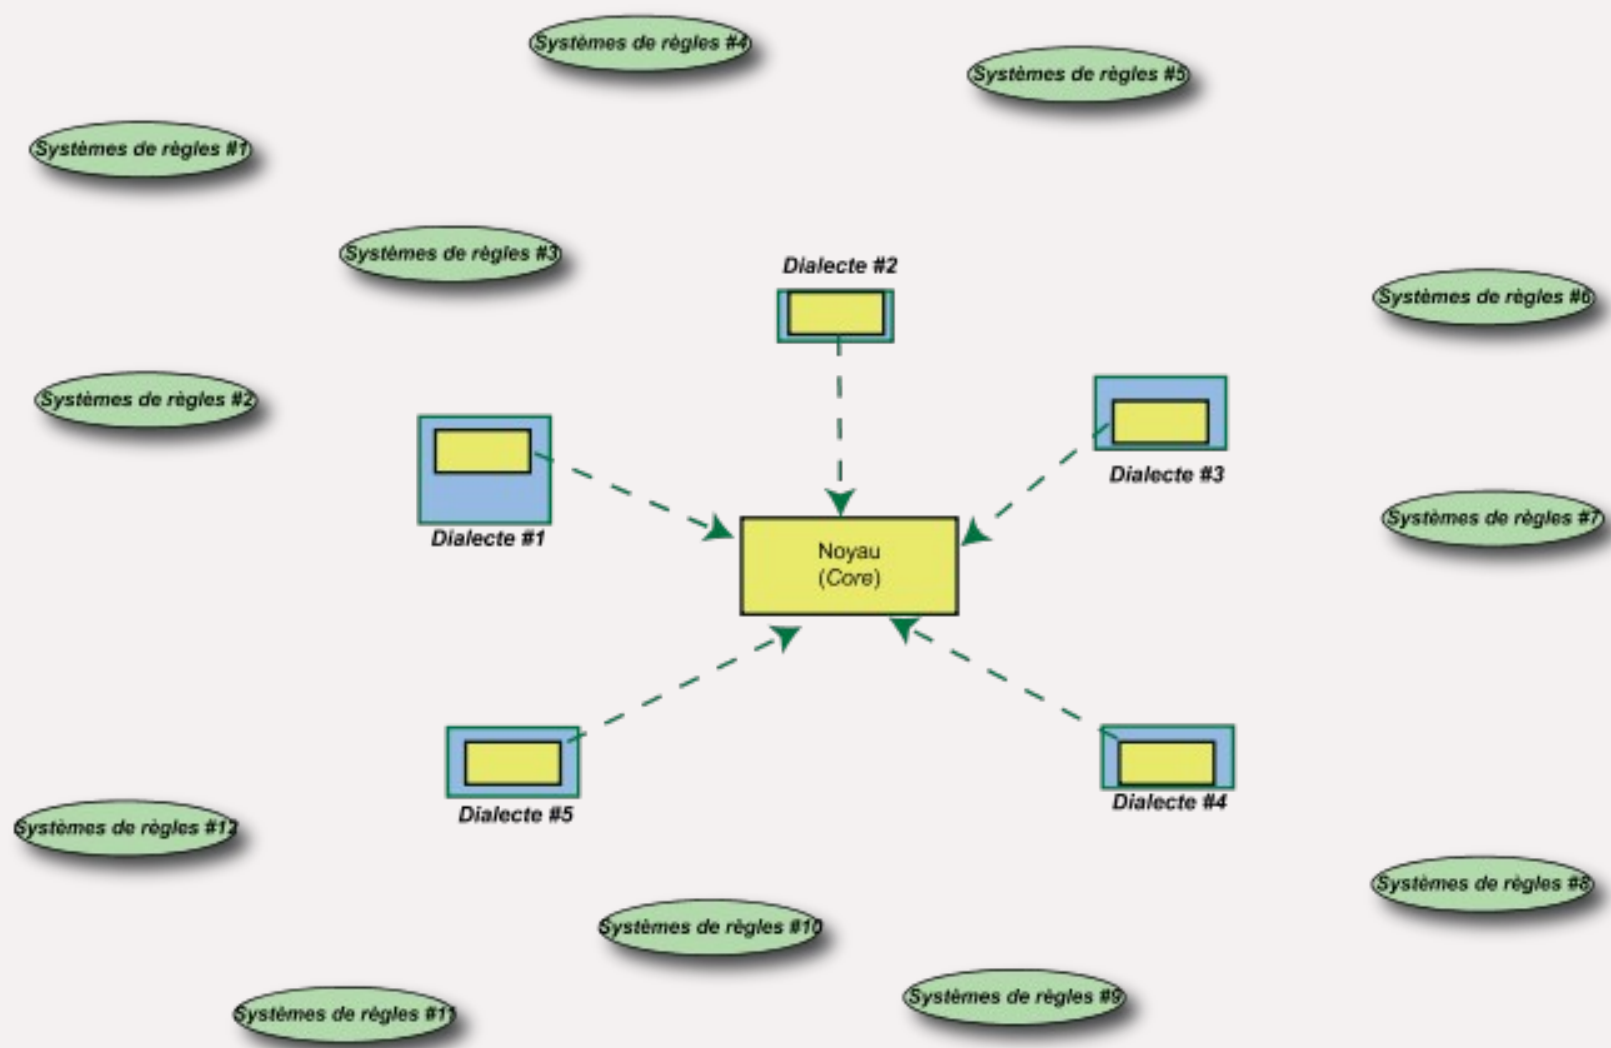 Systèmes de règles #4
Systèmes de règles #5
Systèmes de règles #1
Systèmes de règles #3
Dialecte #2
Systèmes de règles #6
Systèmes de règles #2
Dialecte #3
Systèmes de règles #7
Dialecte #1
Noyau
(Core)
Dialecte #5
Dialecte #4
Systèmes de règles #12
Systèmes de règles #8
Systèmes de règles #10
Systèmes de règles #9
Systèmes de règles #11